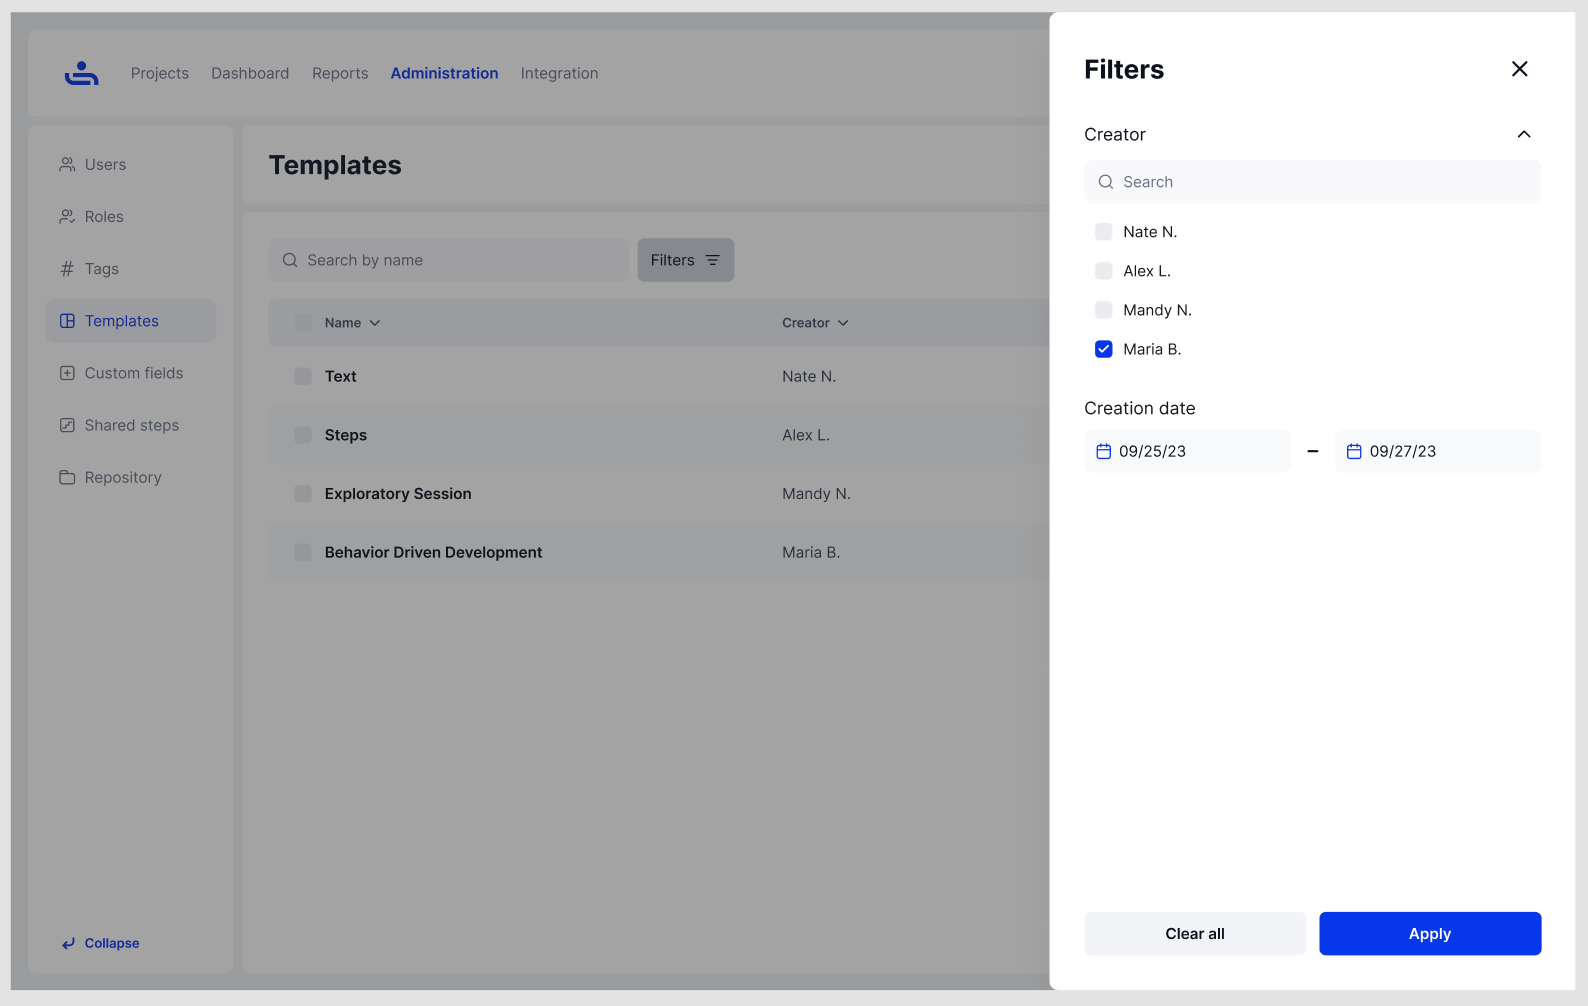 Projects Dashboard Reports Administration Integration
Users
Roles
Tags
Templates
Custom fields
Shared steps
Repository
Collapse
Templates
Search by name
Filters
Name Creator
Text Nate N.
Steps Alex L.
Exploratory Session Mandy N.
Behavior Driven Development Maria B.
Filters
Creator
Search
Nate N.
Alex L.
Mandy N.
Maria B.
Creation date
09/25/23 – 09/27/23
Clear all Apply